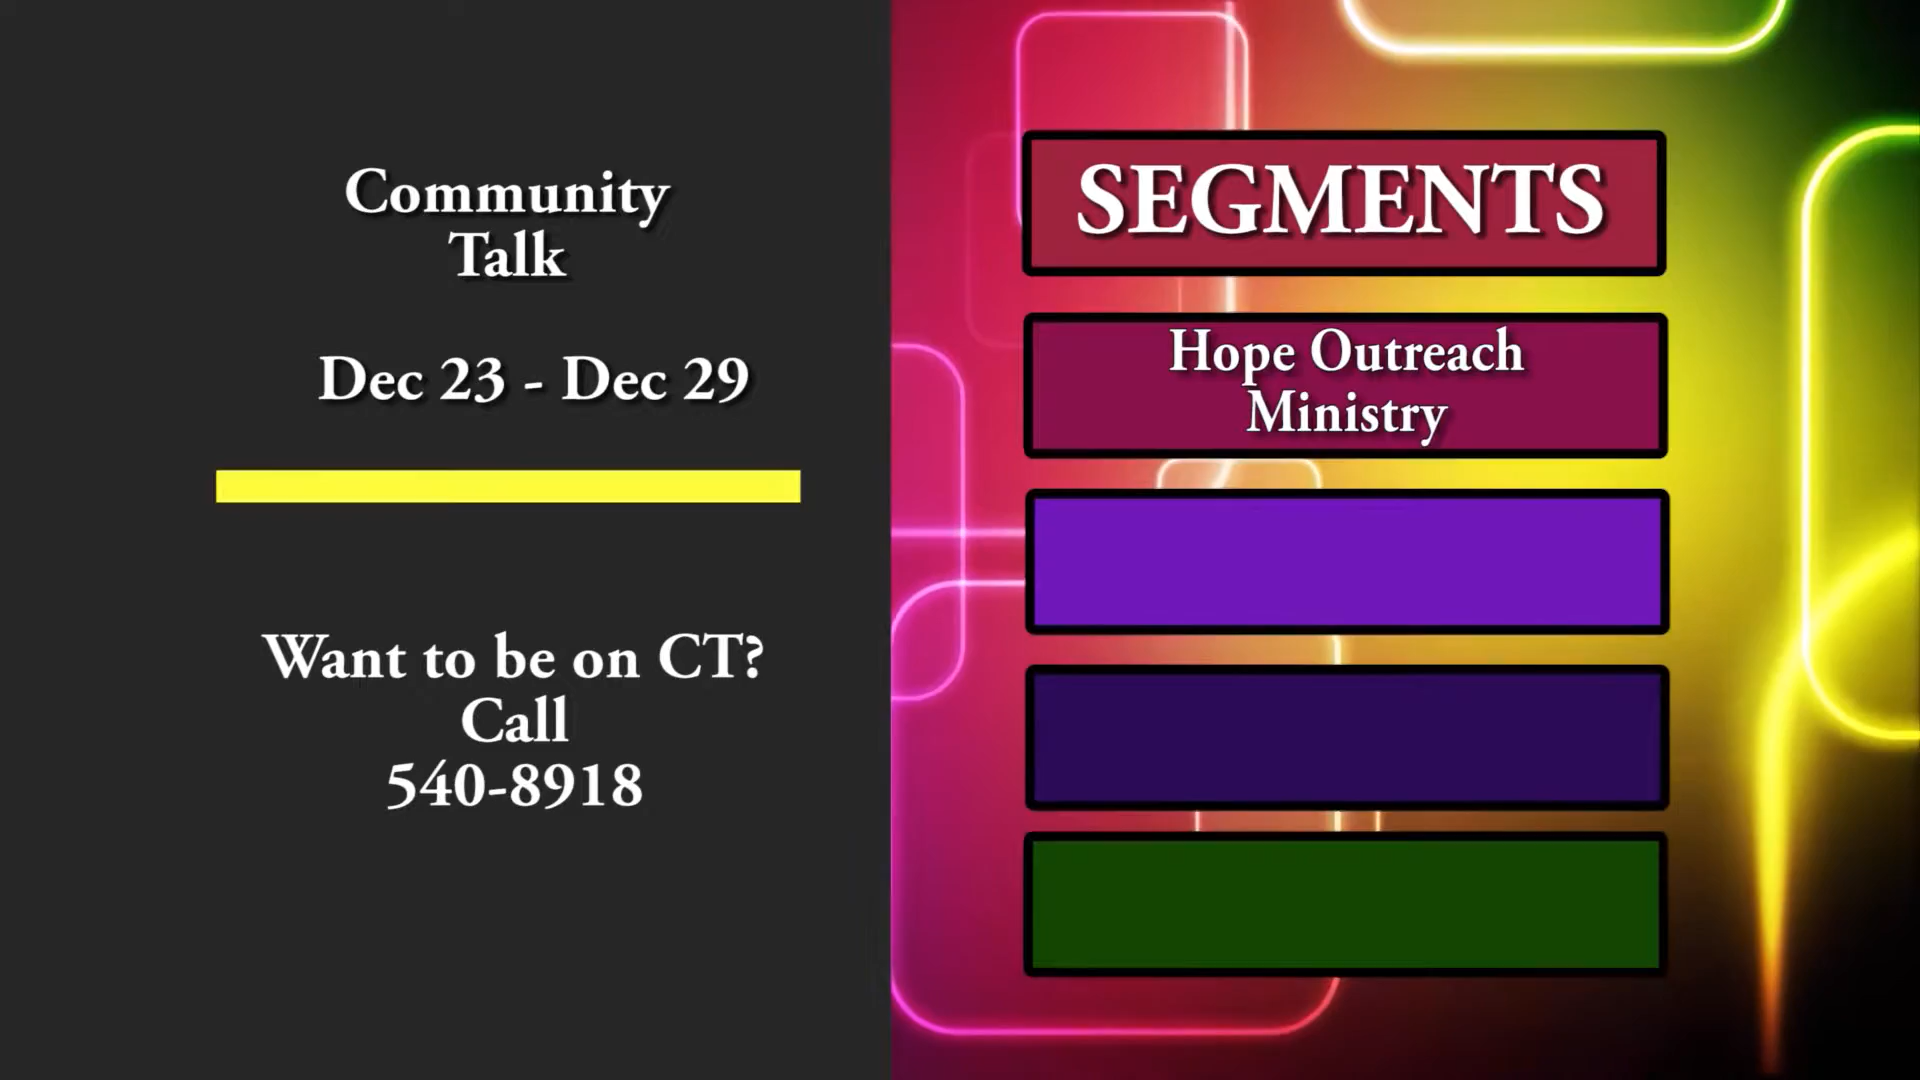 Community
Talk
Dec 23 - Dec 29
Want to be on CT?
Call
540-8918
SEGMENTS
Hope Outreach
Ministry